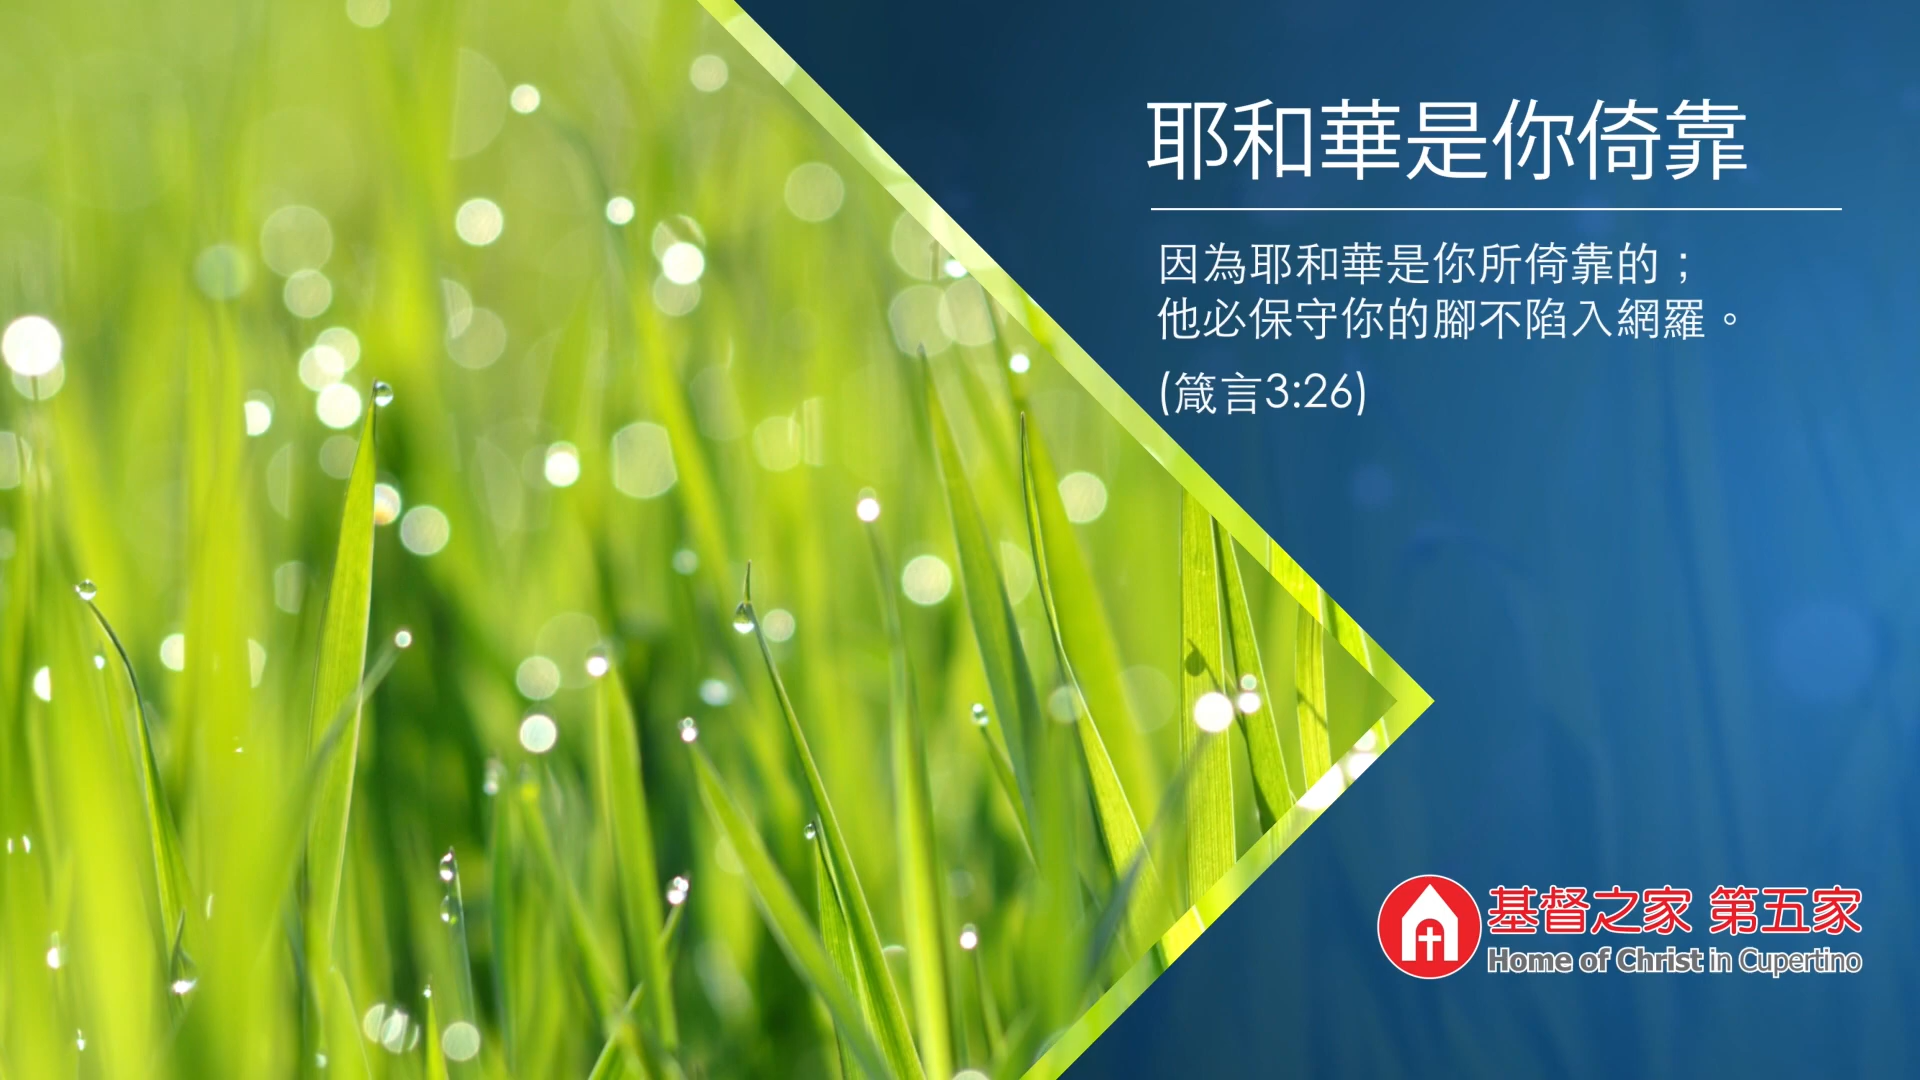 耶和華是你倚靠
因為耶和華是你所倚靠的；
他必保守你的腳不陷入網羅。
(箴言3:26)
基督之家 第五家
Home of Christ in Cupertino